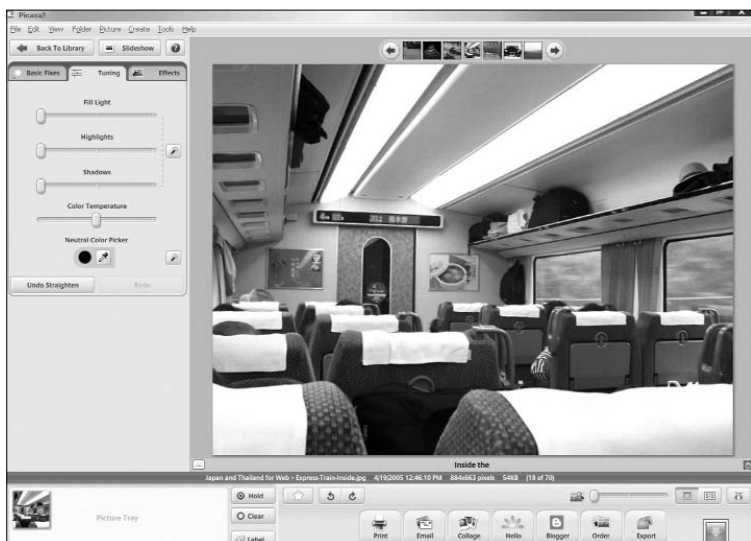 Picasa2
File Edit View Folder Picture Create Tools Help
Back To Library Slideshow ?
Basic Fixes Tuning Effects
Fill Light
Highlights
Shadows
Color Temperature
Neutral Color Picker
Undo Straighten Redo
Inside the
Japan and Thailand for Web > Express-Train-Inside.jpg 4/19/2005 12:46:10 PM 884x663 pixels 54KB (18 of 70)
Picture Tray
Hold
Clear
Label
Print Email Collage Hello Blogger Order Export